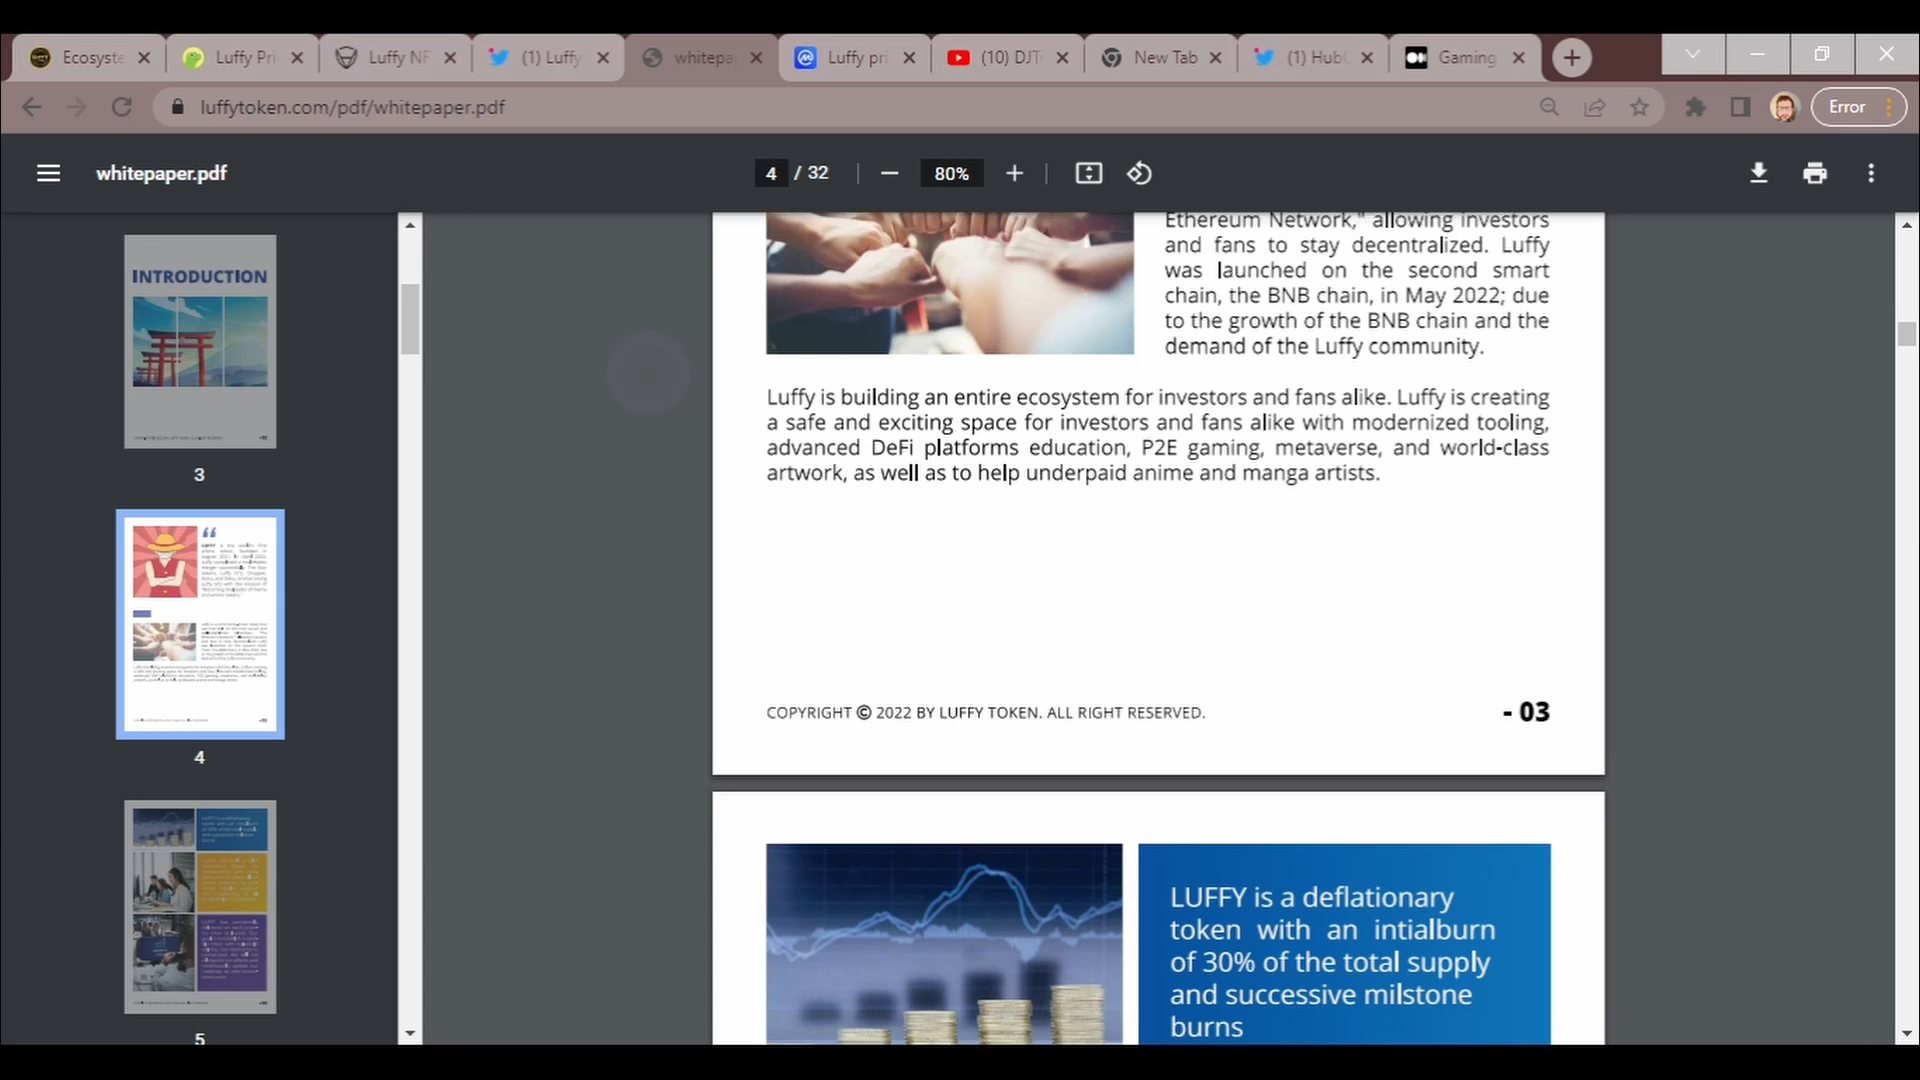 Ecosyste
Luffy Pri
Luffy NF
(1) Luffy
whitepa
Luffy pri
(10) DJT
New Tab
(1) Hub
Gaming
luffytoken.com/pdf/whitepaper.pdf
Error
whitepaper.pdf
4 / 32
80%
INTRODUCTION
3
4
5
Ethereum Network," allowing investors
and fans to stay decentralized. Luffy
was launched on the second smart
chain, the BNB chain, in May 2022; due
to the growth of the BNB chain and the
demand of the Luffy community.
Luffy is building an entire ecosystem for investors and fans alike. Luffy is creating
a safe and exciting space for investors and fans alike with modernized tooling,
advanced DeFi platforms education, P2E gaming, metaverse, and world-class
artwork, as well as to help underpaid anime and manga artists.
COPYRIGHT © 2022 BY LUFFY TOKEN. ALL RIGHT RESERVED.
- 03
LUFFY is a deflationary
token with an intialburn
of 30% of the total supply
and successive milstone
burns